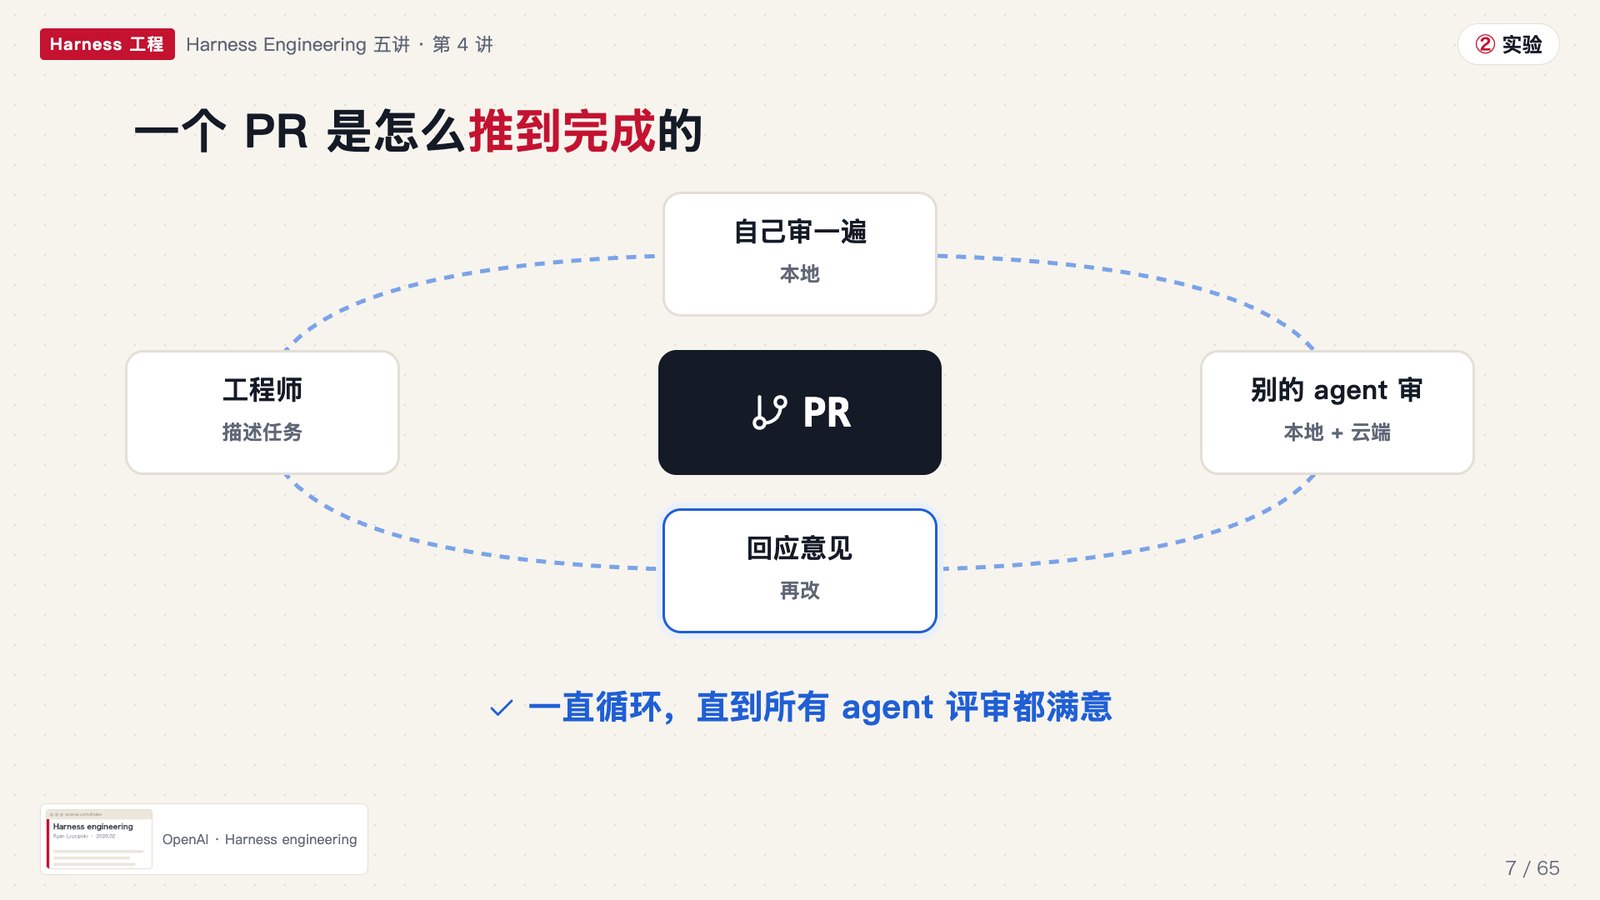 Harness 工程
Harness Engineering 五讲 · 第 4 讲
② 实验
一个 PR 是怎么推到完成的
自己审一遍
本地
工程师
描述任务
PR
别的 agent 审
本地 + 云端
回应意见
再改
✓ 一直循环，直到所有 agent 评审都满意
Harness engineering
OpenAI · Harness engineering
7 / 65